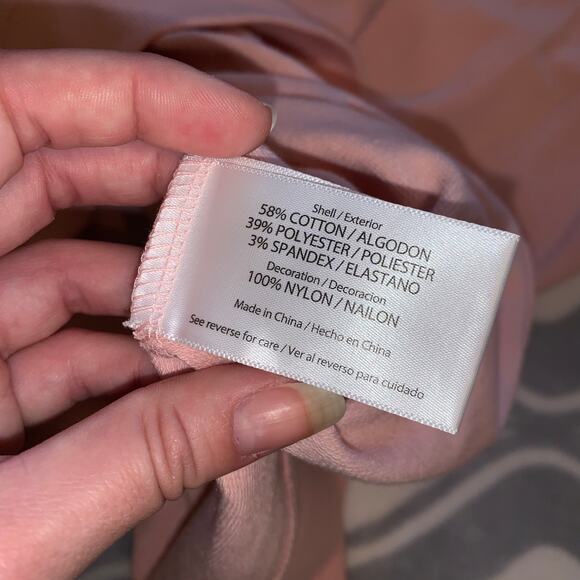 Shell / Exterior
58% COTTON / ALGODON
39% POLYESTER / POLIESTER
3% SPANDEX / ELASTANO
Decoration / Decoracion
100% NYLON / NAILON
Made in China / Hecho en China
See reverse for care / Ver al reverso para cuidado